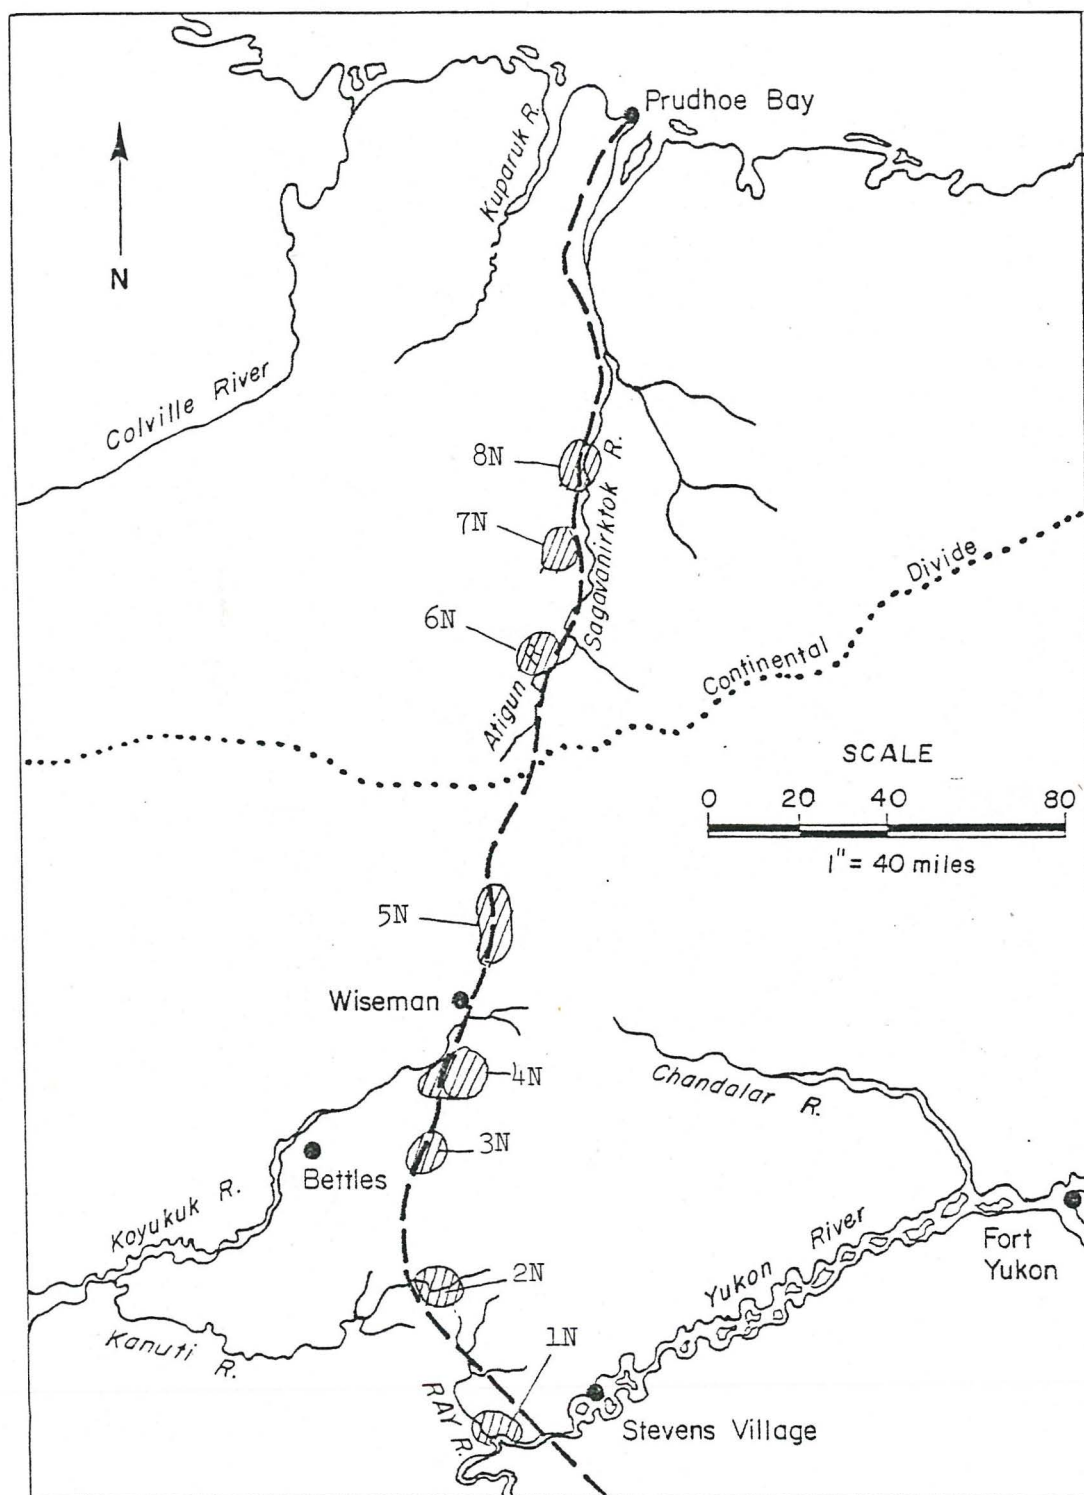 Prudhoe Bay
Kuparuk R.
N
Colville River
8N
Sagavanirktok R.
7N
Divide
6N
Continental
Atigun
SCALE
0 20 40 80
1" = 40 miles
5N
Wiseman
4N
Chandalar R.
3N
Bettles
Koyukuk R.
Yukon River
Fort
Yukon
2N
Kanuti R.
1N
RAY R.
Stevens Village